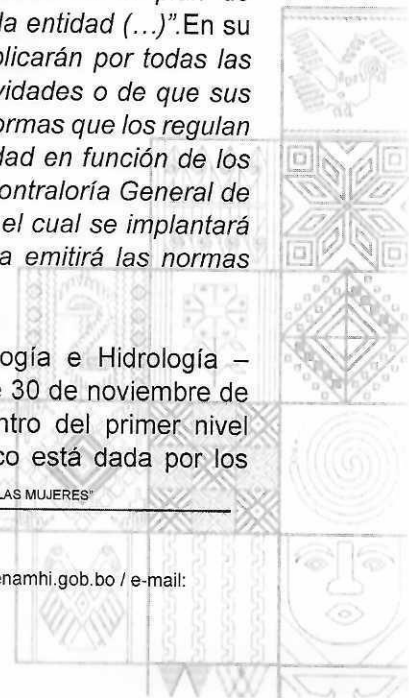 la entidad (...)".En su
plicarán por todas las
vidades o de que sus
ormas que los regulan
dad en función de los
ontraloría General de
el cual se implantará
a emitirá las normas
ogía e Hidrología –
e 30 de noviembre de
ntro del primer nivel
co está dada por los
LAS MUJERES"
enamhi.gob.bo / e-mail: